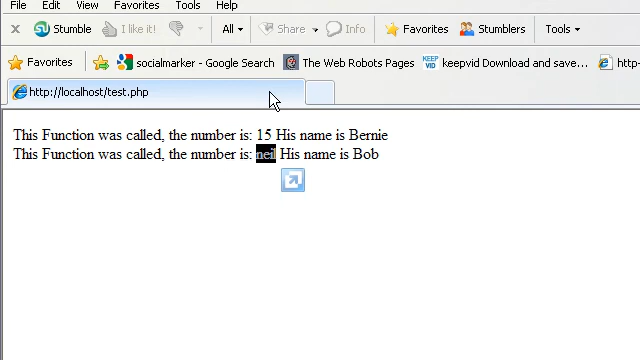 File Edit View Favorites Tools Help
Stumble I like it! All Share Info Favorites Stumblers Tools
Favorites socialmarker - Google Search The Web Robots Pages KEEP VID keepvid Download and save... http-
http://localhost/test.php
This Function was called, the number is: 15 His name is Bernie
This Function was called, the number is: neil His name is Bob